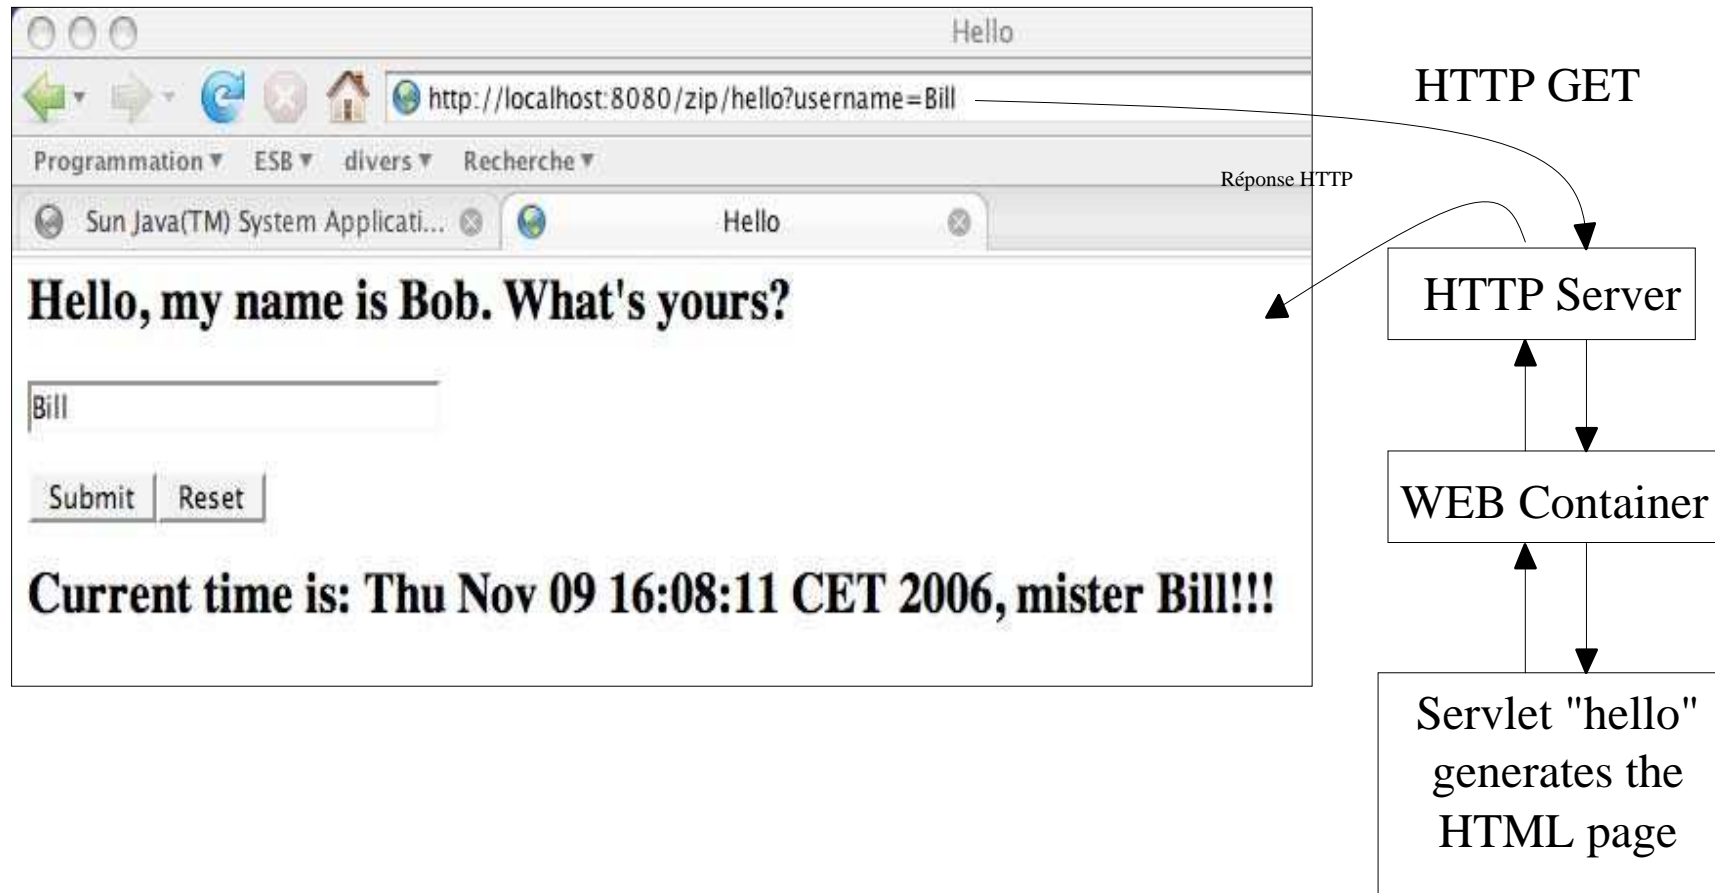 Hello
http://localhost:8080/zip/hello?username=Bill
HTTP GET
Programmation ESB divers Recherche
Réponse HTTP
Sun Java(TM) System Applicati... Hello
Hello, my name is Bob. What's yours?
HTTP Server
Bill
Submit Reset
WEB Container
Current time is: Thu Nov 09 16:08:11 CET 2006, mister Bill!!!
Servlet "hello"
generates the
HTML page